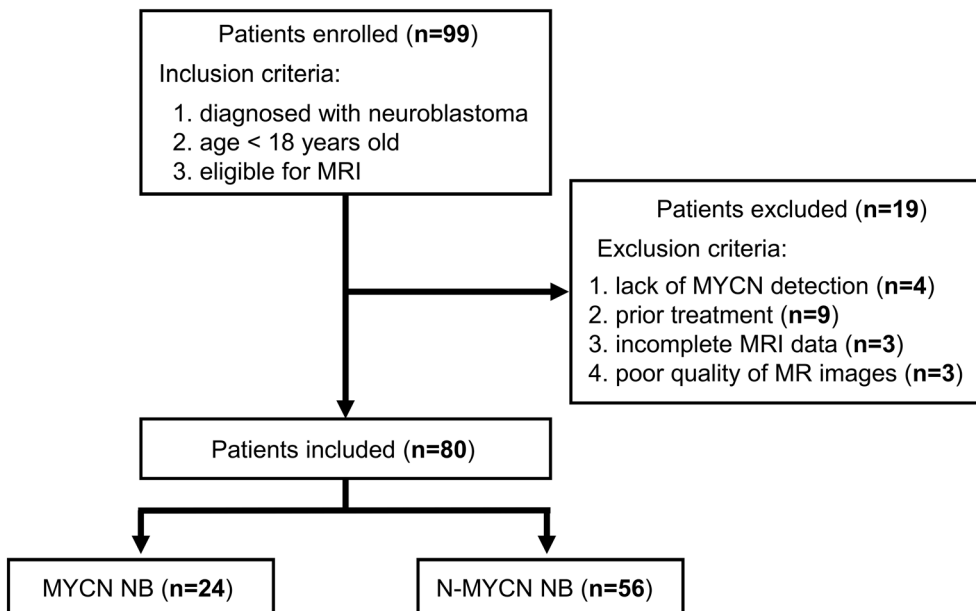 Patients enrolled (n=99)
Inclusion criteria:
1. diagnosed with neuroblastoma
2. age < 18 years old
3. eligible for MRI
Patients excluded (n=19)
Exclusion criteria:
1. lack of MYCN detection (n=4)
2. prior treatment (n=9)
3. incomplete MRI data (n=3)
4. poor quality of MR images (n=3)
Patients included (n=80)
MYCN NB (n=24)
N-MYCN NB (n=56)